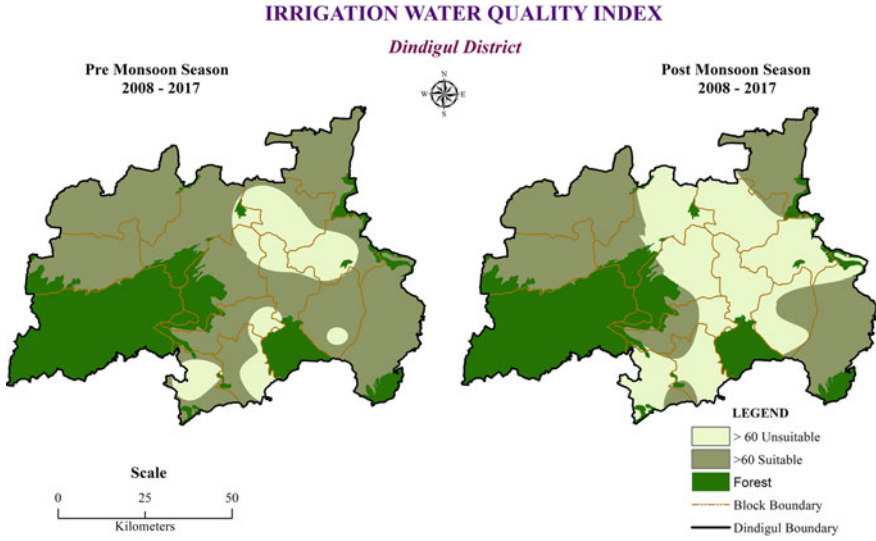 IRRIGATION WATER QUALITY INDEX
Dindigul District
Pre Monsoon Season
2008 - 2017
N
W E
S
Post Monsoon Season
2008 - 2017
LEGEND
> 60 Unsuitable
>60 Suitable
Forest
Block Boundary
Dindigul Boundary
Scale
0 25 50
Kilometers